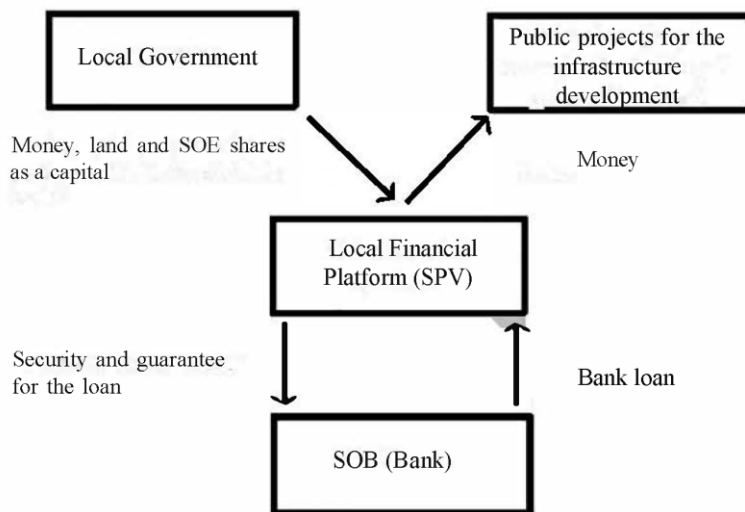 Local Government
Public projects for the
infrastructure
development
Money, land and SOE shares
as a capital
Money
Local Financial
Platform (SPV)
Security and guarantee
for the loan
Bank loan
SOB (Bank)